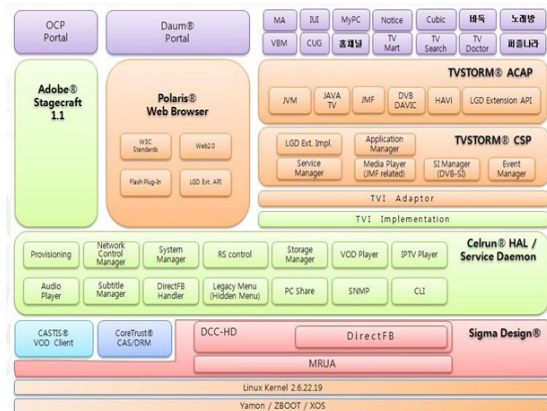 OCP Portal
Daum® Portal
MA IUI MyPC Notice Cubic 바둑 노래방
VBM CUG 홈채널 TV Mart TV Search TV Doctor 퍼즐나라
Adobe® Stagecraft 1.1
Polaris® Web Browser
W3C Standards
Web2.0
Flash Plug-In
LGD Ext. API
TVSTORM® ACAP
JVM
JAVA TV
JMF
DVB DAVIC
HAVi
LGD Extension API
TVSTORM® CSP
LGD Ext. Impl.
Application Manager
Service Manager
Media Player (JMF related)
SI Manager (DVB-SI)
Event Manager
TVI Adaptor
TVI Implementation
Celrun® HAL / Service Daemon
Provisioning
Network Control Manager
System Manager
RS control
Storage Manager
VOD Player
IPTV Player
Audio Player
Subtitle Manager
DirectFB Handler
Legacy Menu (Hidden Menu)
PC Share
SNMP
CLI
CASTIS® VOD Client
CoreTrust® CAS/DRM
DCC-HD
DirectFB
Sigma Design®
MRUA
Linux Kernel 2.6.22.19
Yamon / ZBOOT / XOS